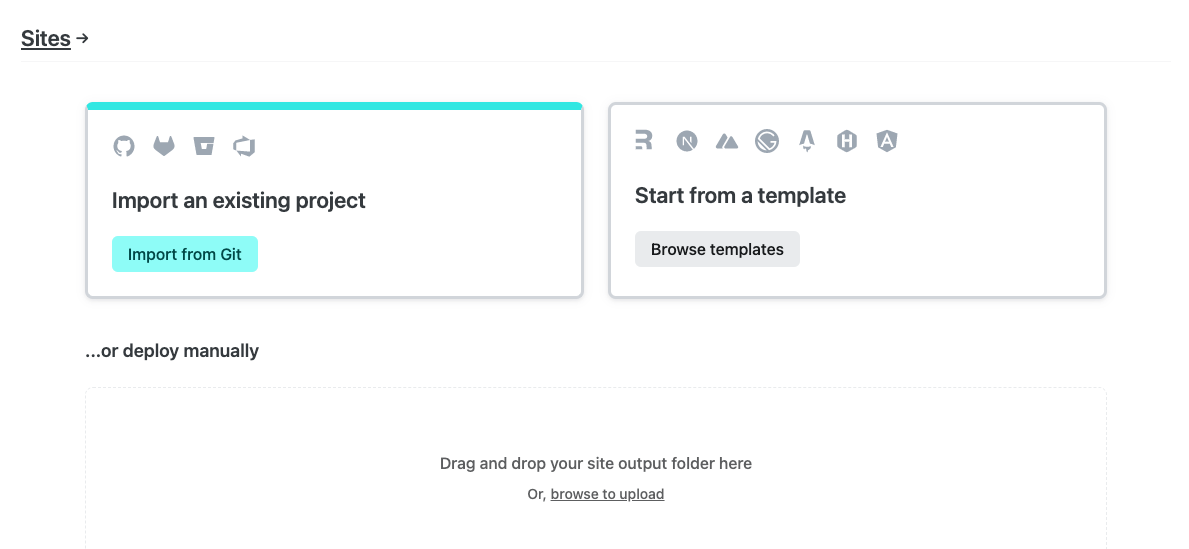 Sites →
Import an existing project
Import from Git
Start from a template
Browse templates
...or deploy manually
Drag and drop your site output folder here
Or, browse to upload